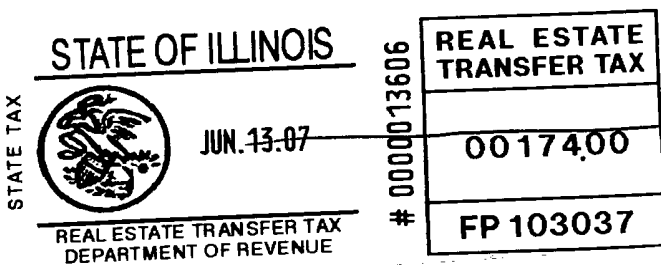 STATE OF ILLINOIS
STATE TAX
JUN.13.07
REAL ESTATE TRANSFER TAX
DEPARTMENT OF REVENUE
# 0000013606
REAL ESTATE
TRANSFER TAX
00174.00
FP 103037